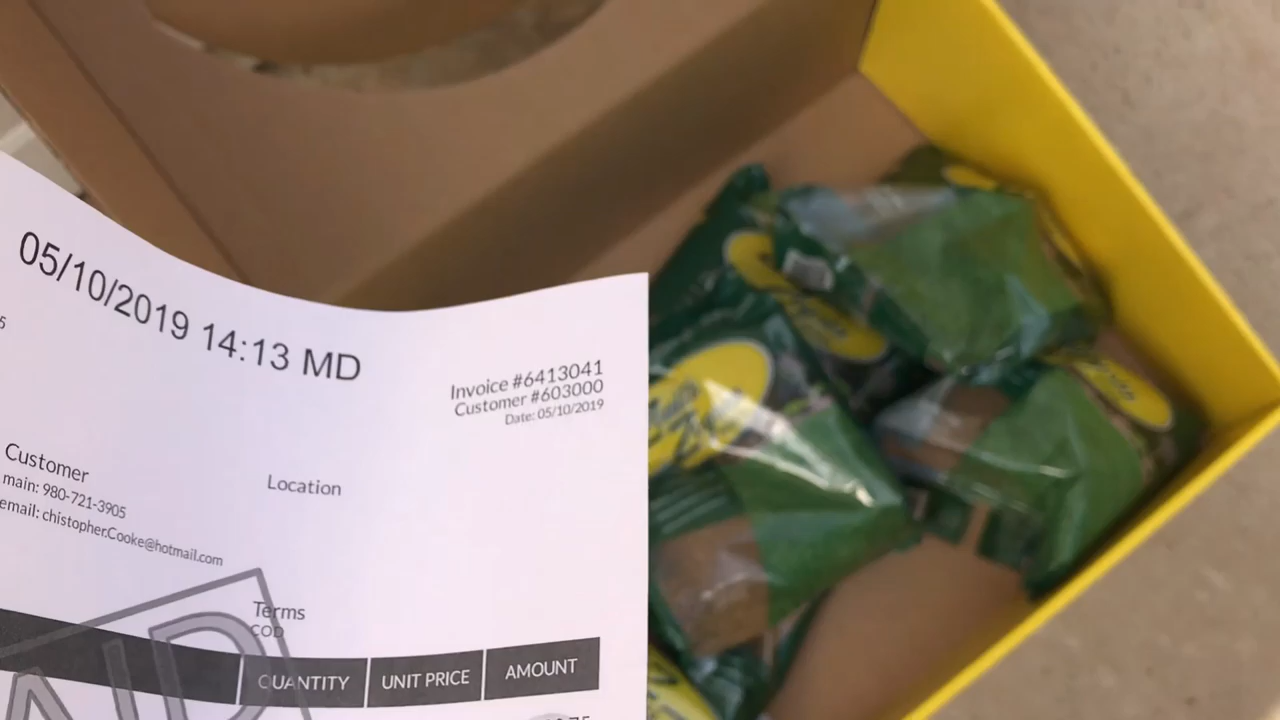 05/10/2019 14:13 MD
5
Invoice #6413041
Customer #603000
Date: 05/10/2019
Customer
main: 980-721-3905
email: chistopher.Cooke@hotmail.com
Location
Terms
COD
QUANTITY
UNIT PRICE
AMOUNT